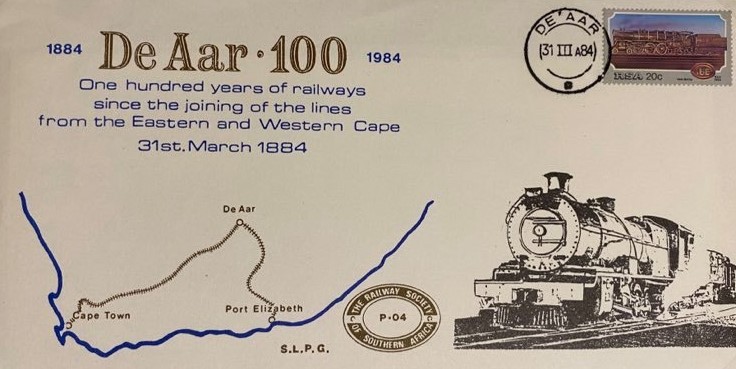 1884 De Aar · 100 1984
One hundred years of railways
since the joining of the lines
from the Eastern and Western Cape
31st. March 1884
DE AAR
31 III A84
RSA 20c
De Aar
Cape Town
Port Elizabeth
S.L.P.G.
THE RAILWAY SOCIETY
P·04
OF SOUTHERN AFRICA